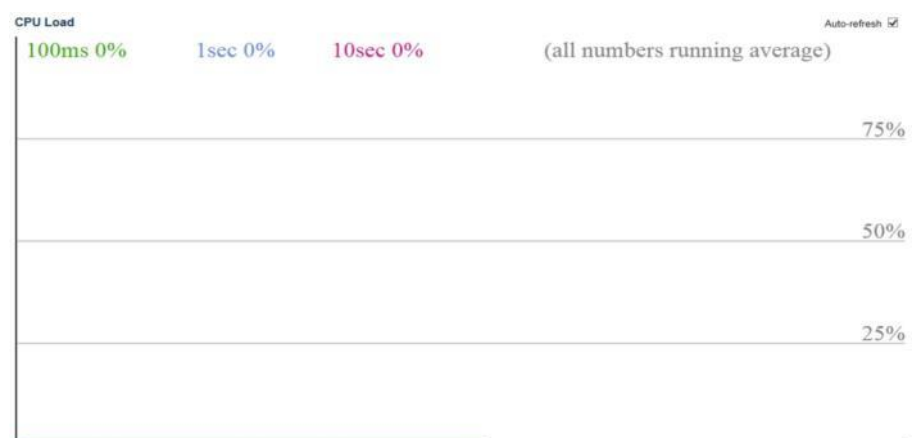 CPU Load Auto-refresh
100ms 0% 1sec 0% 10sec 0% (all numbers running average)
75%
50%
25%